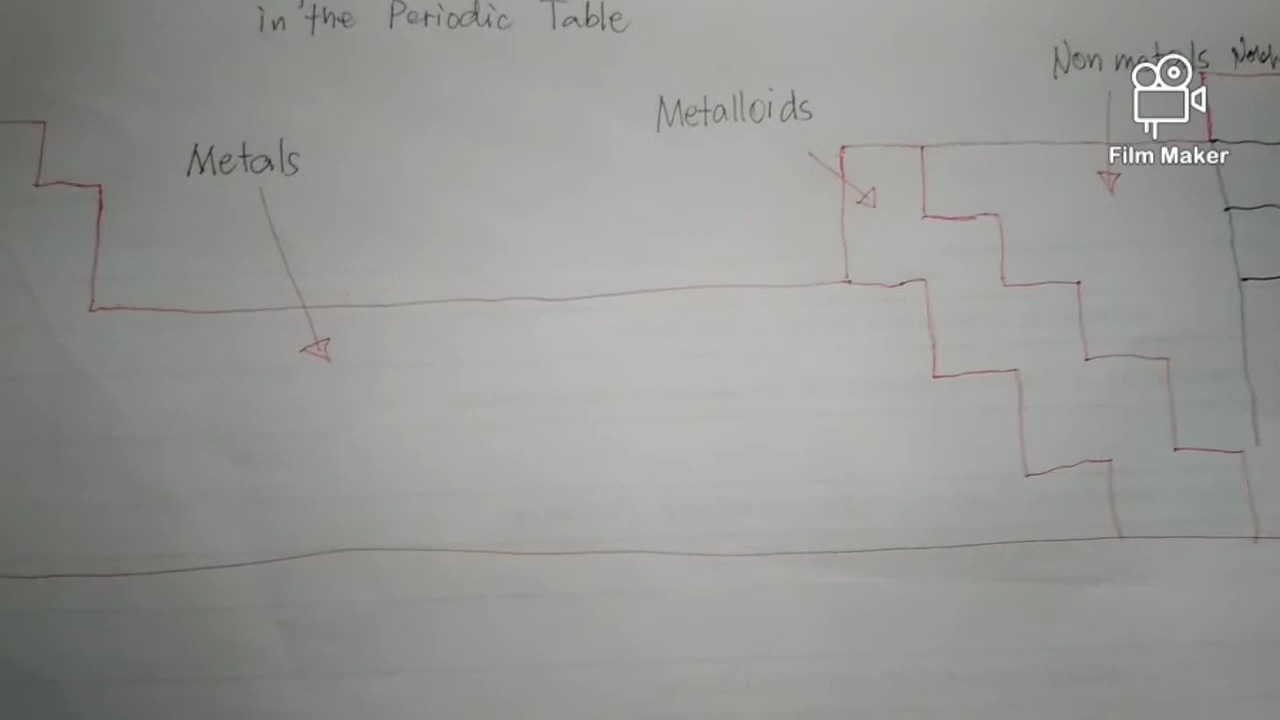 in the Periodic Table
Non metals
Metalloids
Metals
Film Maker